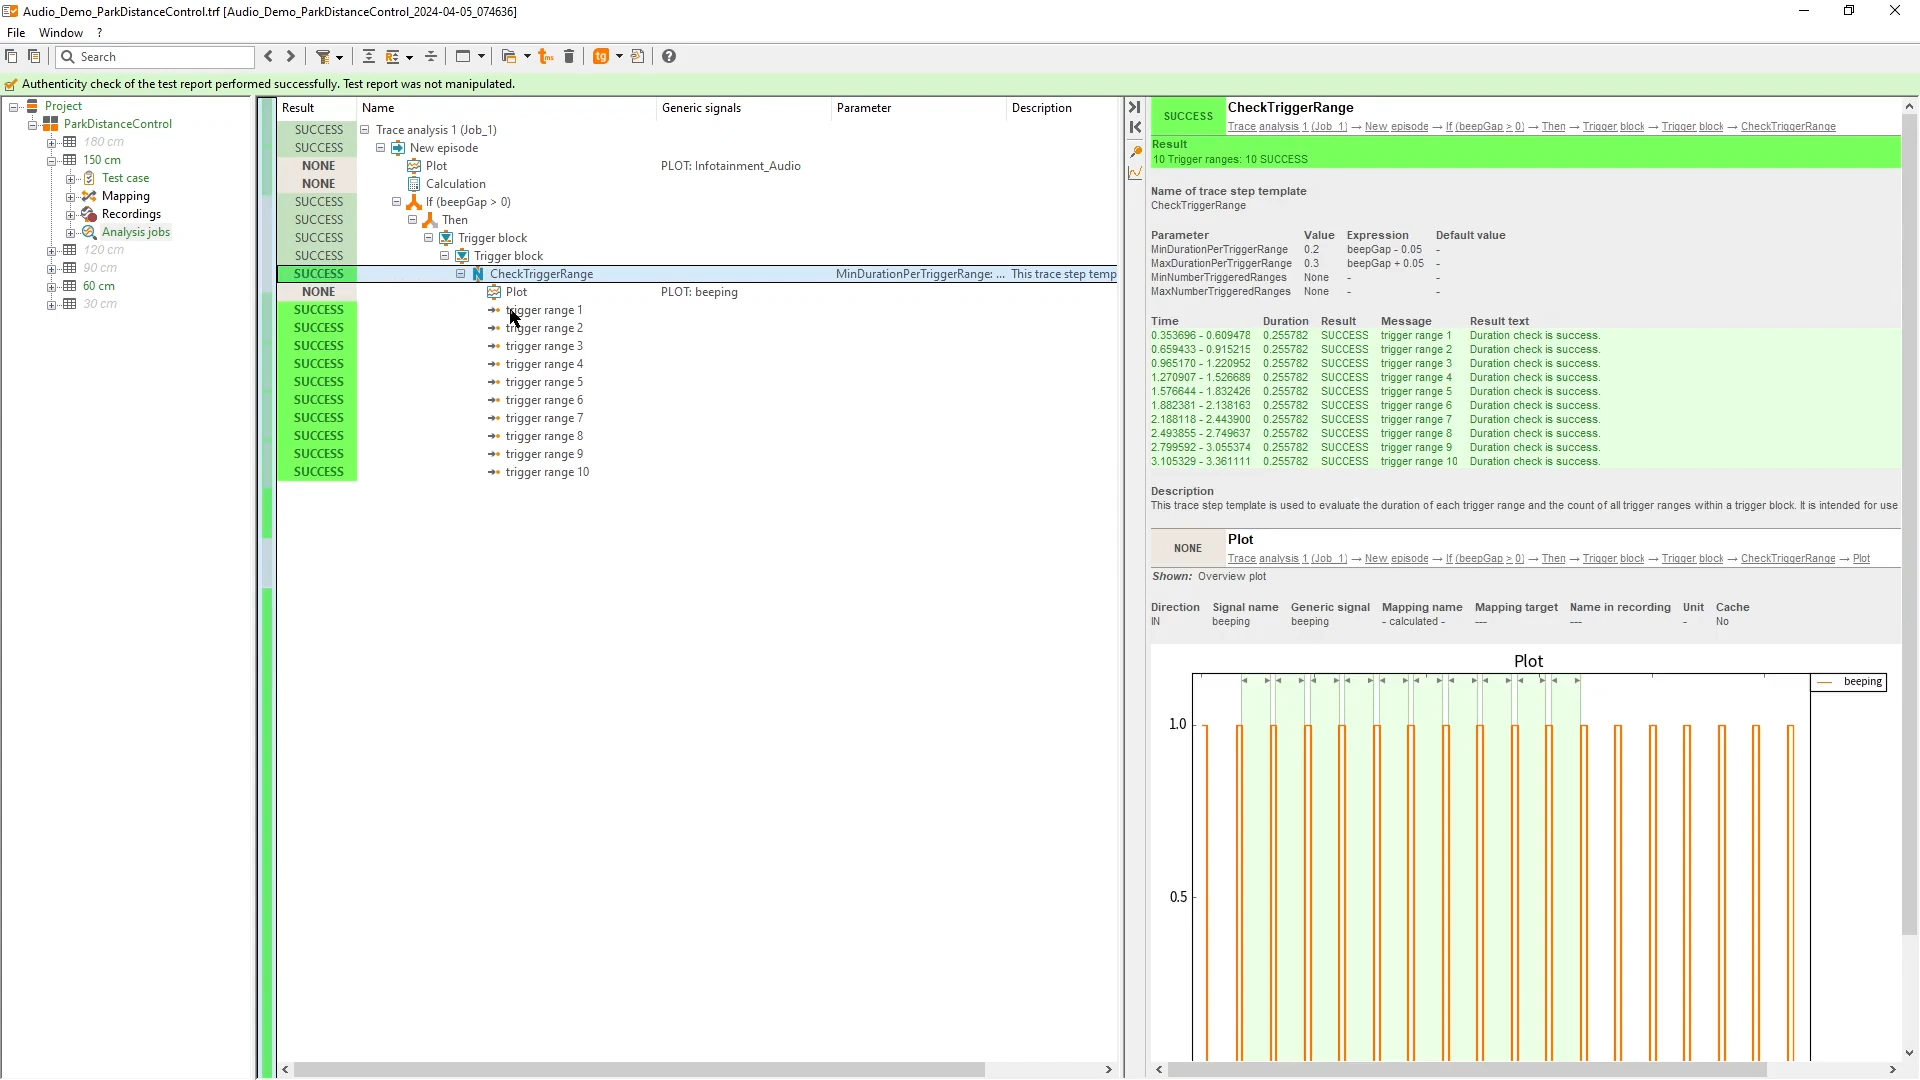 Audio_Demo_ParkDistanceControl.trf [Audio_Demo_ParkDistanceControl_2024-04-05_074636]
File Window ?
Search
tg
Authenticity check of the test report performed successfully. Test report was not manipulated.
Project
ParkDistanceControl
180 cm
150 cm
Test case
Mapping
Recordings
Analysis jobs
120 cm
90 cm
60 cm
30 cm
Result Name Generic signals Parameter Description
SUCCESS Trace analysis 1 (Job_1)
SUCCESS New episode
NONE Plot PLOT: Infotainment_Audio
NONE Calculation
SUCCESS If (beepGap > 0)
SUCCESS Then
SUCCESS Trigger block
SUCCESS Trigger block
SUCCESS CheckTriggerRange MinDurationPerTriggerRange: ... This trace step temp
NONE Plot PLOT: beeping
SUCCESS trigger range 1
SUCCESS trigger range 2
SUCCESS trigger range 3
SUCCESS trigger range 4
SUCCESS trigger range 5
SUCCESS trigger range 6
SUCCESS trigger range 7
SUCCESS trigger range 8
SUCCESS trigger range 9
SUCCESS trigger range 10
SUCCESS CheckTriggerRange
Trace analysis 1 (Job_1) → New episode → If (beepGap > 0) → Then → Trigger block → Trigger block → CheckTriggerRange
Result
10 Trigger ranges: 10 SUCCESS
Name of trace step template
CheckTriggerRange
Parameter Value Expression Default value
MinDurationPerTriggerRange 0.2 beepGap - 0.05 -
MaxDurationPerTriggerRange 0.3 beepGap + 0.05 -
MinNumberTriggeredRanges None - -
MaxNumberTriggeredRanges None - -
Time Duration Result Message Result text
0.353696 - 0.609478 0.255782 SUCCESS trigger range 1 Duration check is success.
0.659433 - 0.915215 0.255782 SUCCESS trigger range 2 Duration check is success.
0.965170 - 1.220952 0.255782 SUCCESS trigger range 3 Duration check is success.
1.270907 - 1.526689 0.255782 SUCCESS trigger range 4 Duration check is success.
1.576644 - 1.832426 0.255782 SUCCESS trigger range 5 Duration check is success.
1.882381 - 2.138163 0.255782 SUCCESS trigger range 6 Duration check is success.
2.188118 - 2.443900 0.255782 SUCCESS trigger range 7 Duration check is success.
2.493855 - 2.749637 0.255782 SUCCESS trigger range 8 Duration check is success.
2.799592 - 3.055374 0.255782 SUCCESS trigger range 9 Duration check is success.
3.105329 - 3.361111 0.255782 SUCCESS trigger range 10 Duration check is success.
Description
This trace step template is used to evaluate the duration of each trigger range and the count of all trigger ranges within a trigger block. It is intended for use
NONE Plot
Trace analysis 1 (Job_1) → New episode → If (beepGap > 0) → Then → Trigger block → Trigger block → CheckTriggerRange → Plot
Shown: Overview plot
Direction Signal name Generic signal Mapping name Mapping target Name in recording Unit Cache
IN beeping beeping - calculated - --- --- - No
Plot
beeping
1.0
0.5